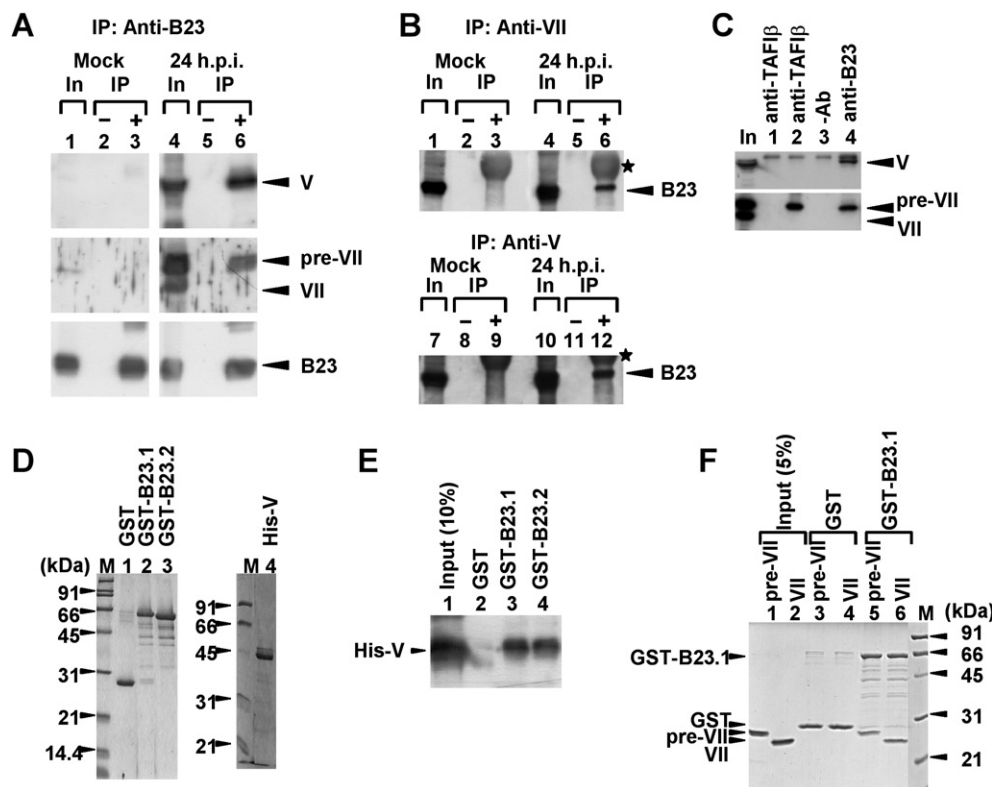 A
IP: Anti-B23
Mock 24 h.p.i.
In IP In IP
– + – +
1 2 3 4 5 6
V
pre-VII
VII
B23
B
IP: Anti-VII
Mock 24 h.p.i.
In IP In IP
– + – +
1 2 3 4 5 6
★
B23
IP: Anti-V
Mock 24 h.p.i.
In IP In IP
– + – +
7 8 9 10 11 12
★
B23
C
anti-TAFIβ
anti-TAFIβ
-Ab
anti-B23
In 1 2 3 4
V
pre-VII
VII
D
GST
GST-B23.1
GST-B23.2
(kDa) M 1 2 3
91
66
45
31
21
14.4
His-V
M 4
91
66
45
31
21
E
Input (10%)
GST
GST-B23.1
GST-B23.2
1 2 3 4
His-V
F
Input (5%)
GST
GST-B23.1
pre-VII
VII
pre-VII
VII
pre-VII
VII
1 2 3 4 5 6 M (kDa)
GST-B23.1
GST
pre-VII
VII
91
66
45
31
21